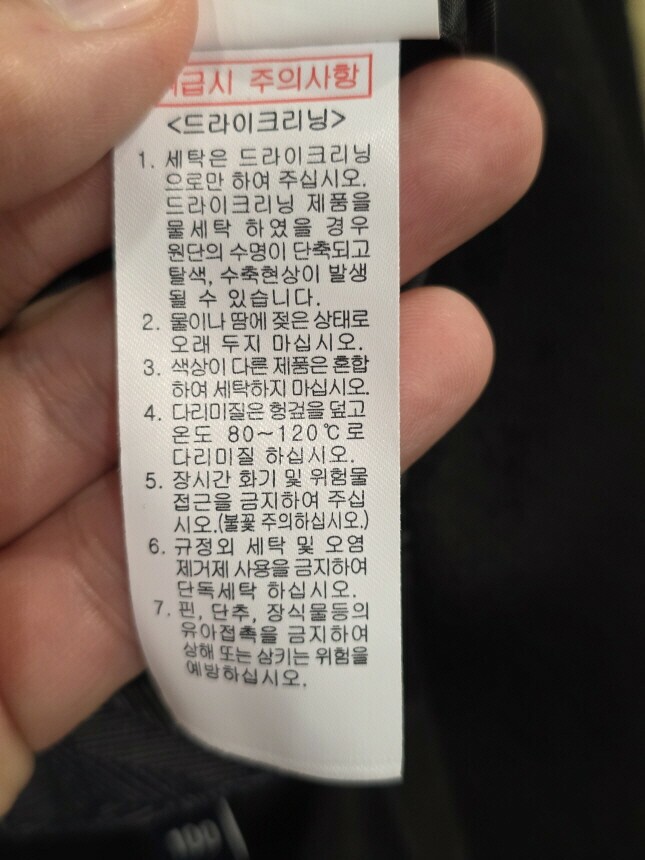 취급시 주의사항
<드라이크리닝>
1. 세탁은 드라이크리닝
으로만 하여 주십시오.
드라이크리닝 제품을
물세탁 하였을 경우
원단의 수명이 단축되고
탈색, 수축현상이 발생
될 수 있습니다.
2. 물이나 땀에 젖은 상태로
오래 두지 마십시오.
3. 색상이 다른 제품은 혼합
하여 세탁하지 마십시오.
4. 다리미질은 헝겊을 덮고
온도 80~120℃로
다리미질 하십시오.
5. 장시간 화기 및 위험물
접근을 금지하여 주십
시오.(불꽃 주의하십시오.)
6. 규정외 세탁 및 오염
제거제 사용을 금지하여
단독세탁 하십시오.
7. 핀, 단추, 장식물등의
유아접촉을 금지하여
상해 또는 삼키는 위험을
예방하십시오.
100